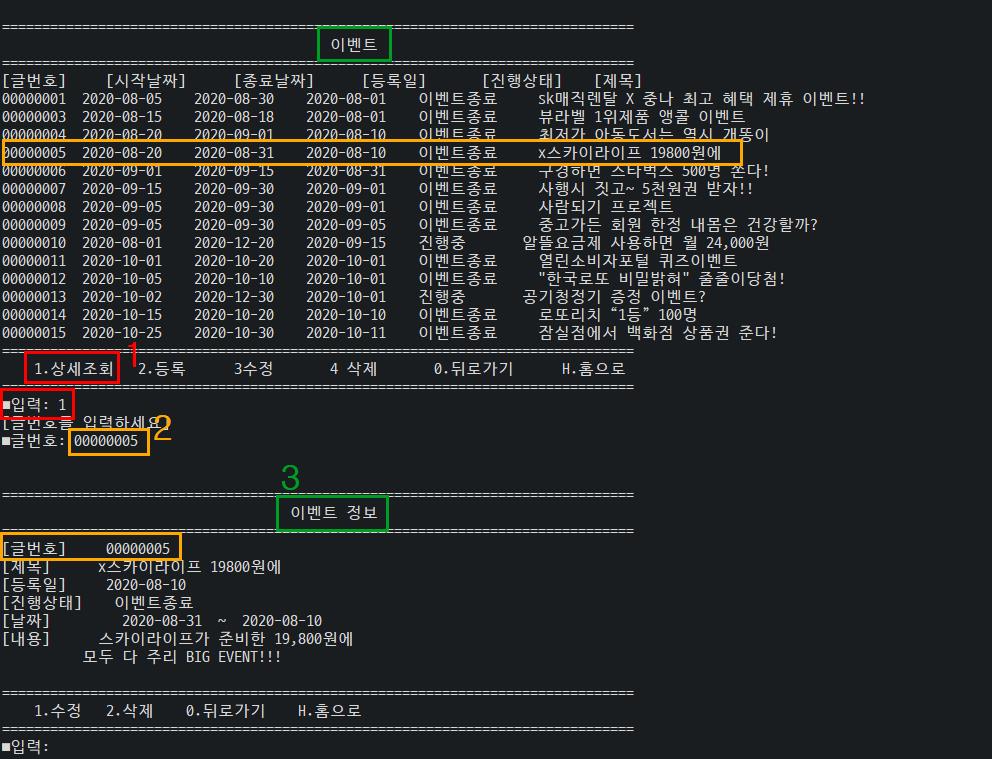 이벤트
[글번호] [시작날짜] [종료날짜] [등록일] [진행상태] [제목]
00000001 2020-08-05 2020-08-30 2020-08-01 이벤트종료 sk매직렌탈 X 중나 최고 혜택 제휴 이벤트!!
00000003 2020-08-15 2020-08-18 2020-08-01 이벤트종료 뷰라벨 1위제품 앵콜 이벤트
00000004 2020-08-20 2020-09-01 2020-08-10 이벤트종료 최저가 아동도서는 역시 개똥이
00000005 2020-08-20 2020-08-31 2020-08-10 이벤트종료 x스카이라이프 19800원에
00000006 2020-09-01 2020-09-15 2020-08-31 이벤트종료 구경하면 스타벅스 500명 쏜다!
00000007 2020-09-15 2020-09-30 2020-09-01 이벤트종료 사행시 짓고~ 5천원권 받자!!
00000008 2020-09-05 2020-09-30 2020-09-01 이벤트종료 사람되기 프로젝트
00000009 2020-09-05 2020-09-30 2020-09-05 이벤트종료 중고가든 회원 한정 내몸은 건강할까?
00000010 2020-08-01 2020-12-20 2020-09-15 진행중 알뜰요금제 사용하면 월 24,000원
00000011 2020-10-01 2020-10-20 2020-10-01 이벤트종료 열린소비자포털 퀴즈이벤트
00000012 2020-10-05 2020-10-10 2020-10-01 이벤트종료 "한국로또 비밀밝혀" 줄줄이당첨!
00000013 2020-10-02 2020-12-30 2020-10-01 진행중 공기청정기 증정 이벤트?
00000014 2020-10-15 2020-10-20 2020-10-10 이벤트종료 로또리치 “1등” 100명
00000015 2020-10-25 2020-10-30 2020-10-11 이벤트종료 잠실점에서 백화점 상품권 준다!
1
1.상세조회 2.등록 3수정 4 삭제 0.뒤로가기 H.홈으로
■입력: 1
[글번호를 입력하세요]
■글번호: 00000005 2
3
이벤트 정보
[글번호] 00000005
[제목] x스카이라이프 19800원에
[등록일] 2020-08-10
[진행상태] 이벤트종료
[날짜] 2020-08-31 ~ 2020-08-10
[내용] 스카이라이프가 준비한 19,800원에
모두 다 주리 BIG EVENT!!!
1.수정 2.삭제 0.뒤로가기 H.홈으로
■입력: